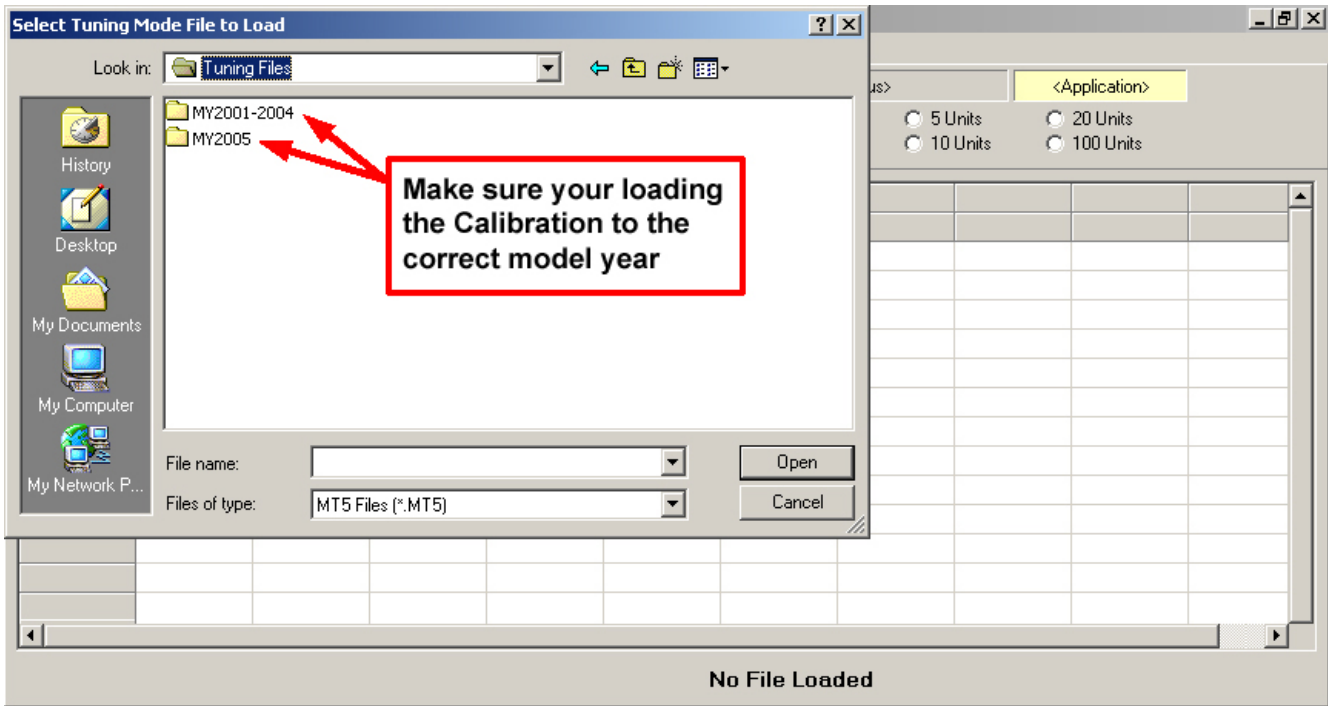 Select Tuning Mode File to Load
Look in: Tuning Files
MY2001-2004
MY2005
History
Desktop
My Documents
My Computer
My Network P...
Make sure your loading
the Calibration to the
correct model year
File name:
Open
Files of type: MT5 Files (*.MT5)
Cancel
us>
<Application>
5 Units
20 Units
10 Units
100 Units
No File Loaded